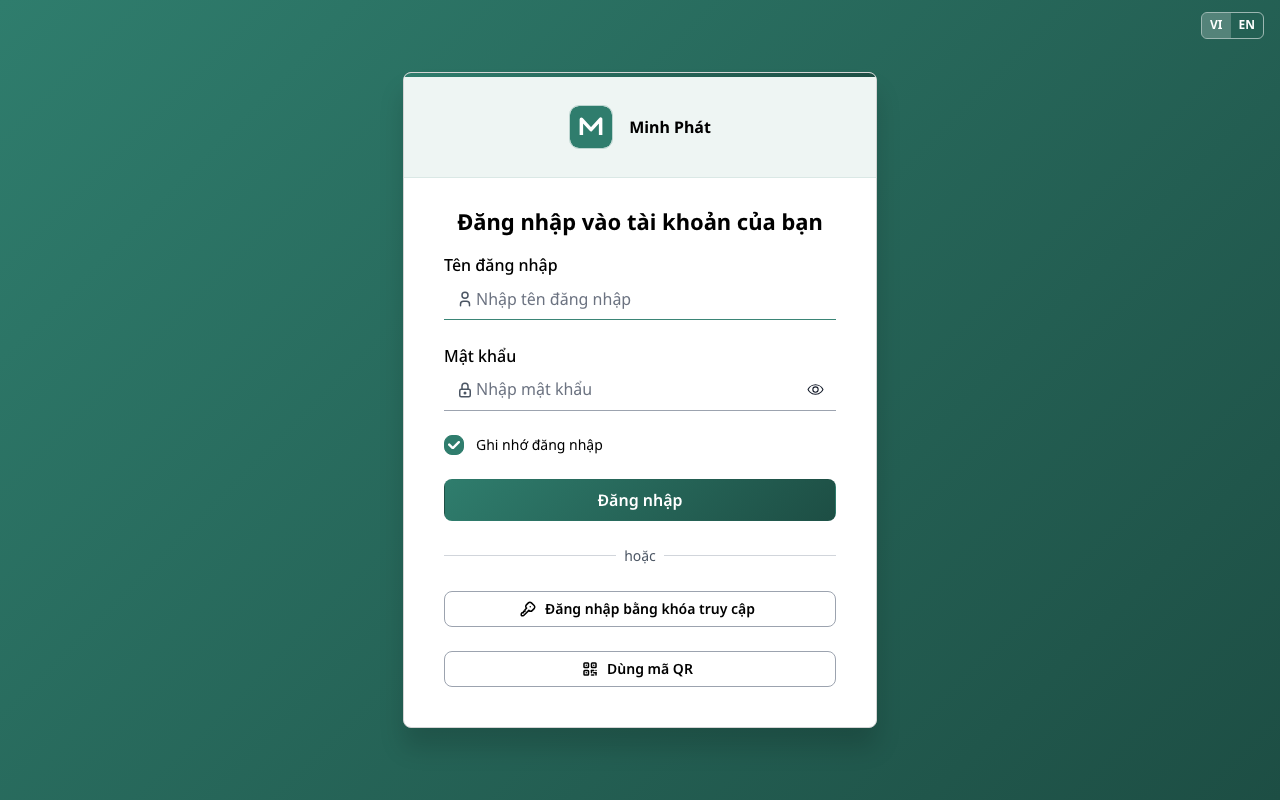 VI EN
Minh Phát
Đăng nhập vào tài khoản của bạn
Tên đăng nhập
Nhập tên đăng nhập
Mật khẩu
Nhập mật khẩu
Ghi nhớ đăng nhập
Đăng nhập
hoặc
Đăng nhập bằng khóa truy cập
Dùng mã QR